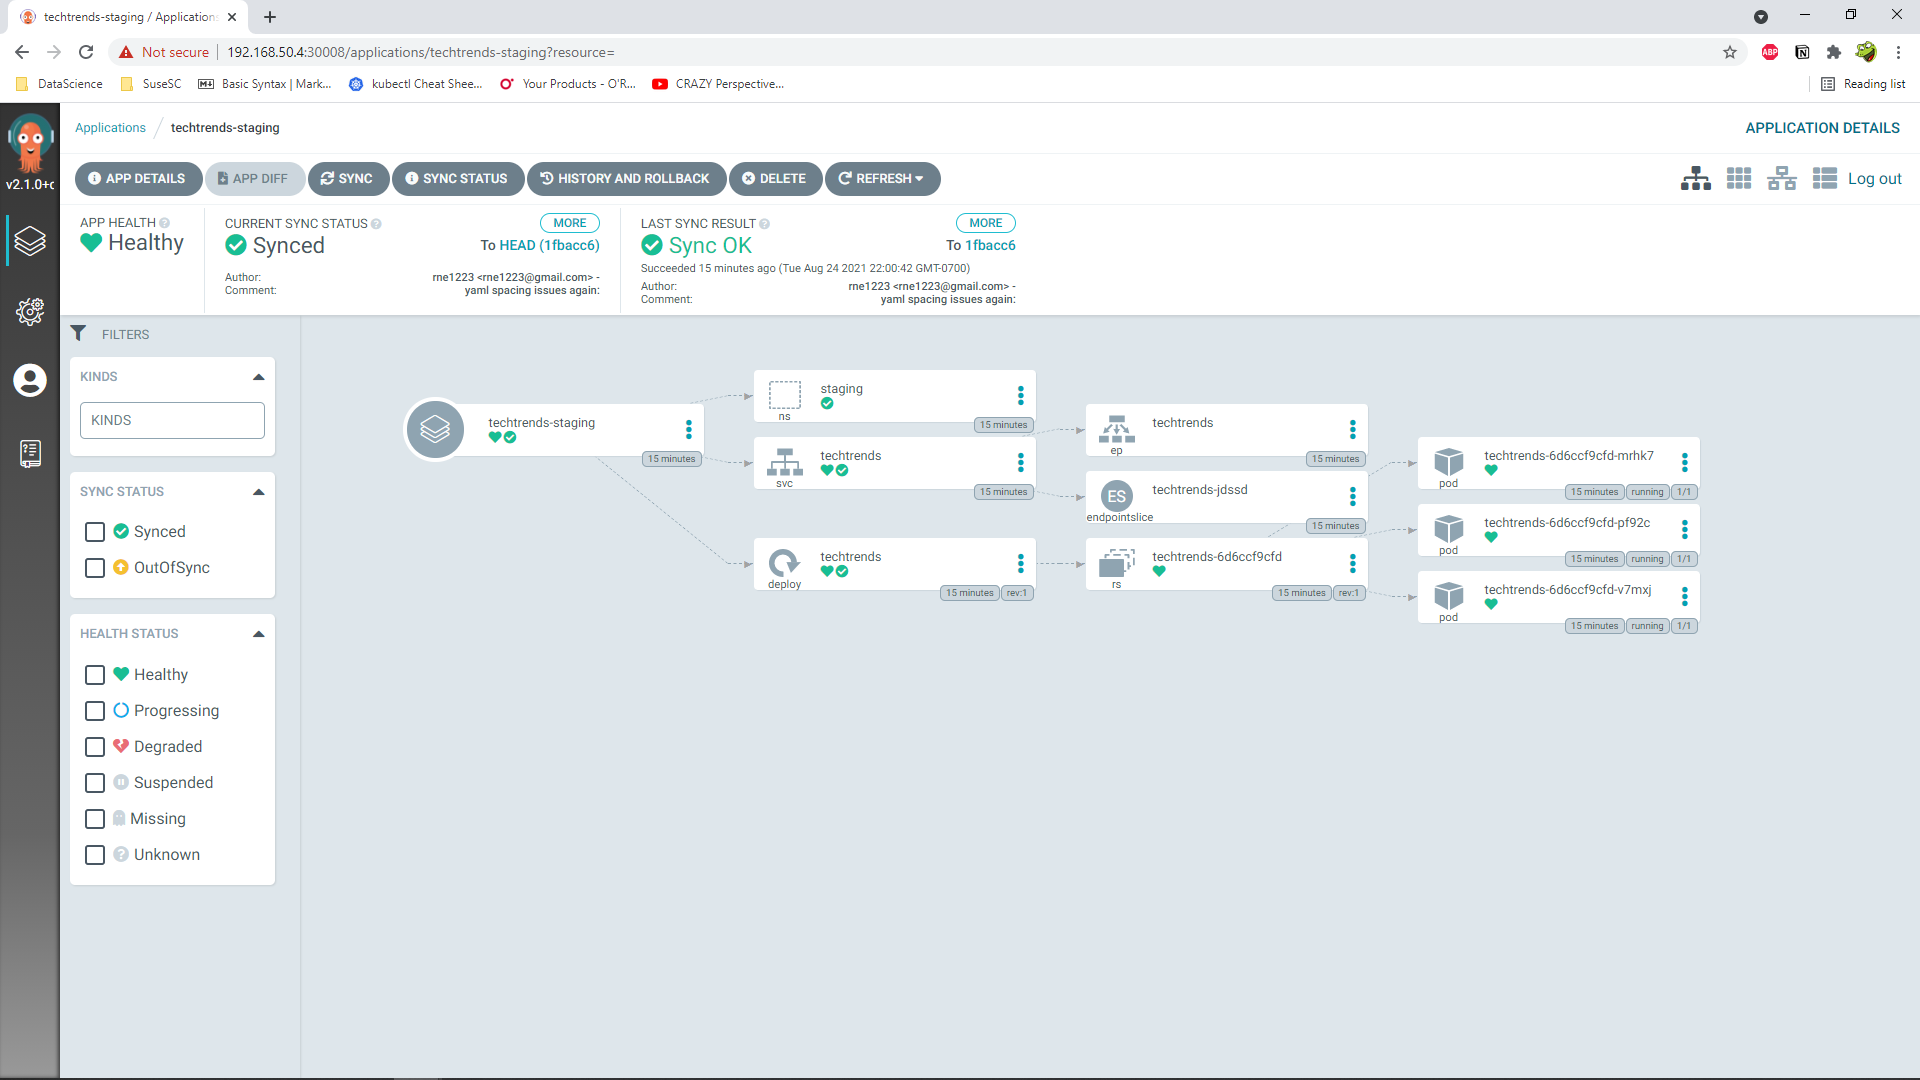 techtrends-staging / Applications
Not secure
192.168.50.4:30008/applications/techtrends-staging?resource=
ABP
DataScience
SuseSC
Basic Syntax | Mark...
kubectl Cheat Shee...
Your Products - O'R...
CRAZY Perspective...
Reading list
v2.1.0+
Applications / techtrends-staging
APPLICATION DETAILS
APP DETAILS
APP DIFF
SYNC
SYNC STATUS
HISTORY AND ROLLBACK
DELETE
REFRESH
Log out
APP HEALTH
Healthy
CURRENT SYNC STATUS
MORE
Synced
To HEAD (1fbacc6)
Author: rne1223 <rne1223@gmail.com> -
Comment: yaml spacing issues again:
LAST SYNC RESULT
MORE
Sync OK
To 1fbacc6
Succeeded 15 minutes ago (Tue Aug 24 2021 22:00:42 GMT-0700)
Author: rne1223 <rne1223@gmail.com> -
Comment: yaml spacing issues again:
FILTERS
KINDS
KINDS
SYNC STATUS
Synced
OutOfSync
HEALTH STATUS
Healthy
Progressing
Degraded
Suspended
Missing
Unknown
techtrends-staging
15 minutes
staging
ns
15 minutes
techtrends
svc
15 minutes
techtrends
deploy
15 minutes rev:1
techtrends
ep
15 minutes
ES
techtrends-jdssd
endpointslice
15 minutes
techtrends-6d6ccf9cfd
rs
15 minutes rev:1
techtrends-6d6ccf9cfd-mrhk7
pod
15 minutes running 1/1
techtrends-6d6ccf9cfd-pf92c
pod
15 minutes running 1/1
techtrends-6d6ccf9cfd-v7mxj
pod
15 minutes running 1/1